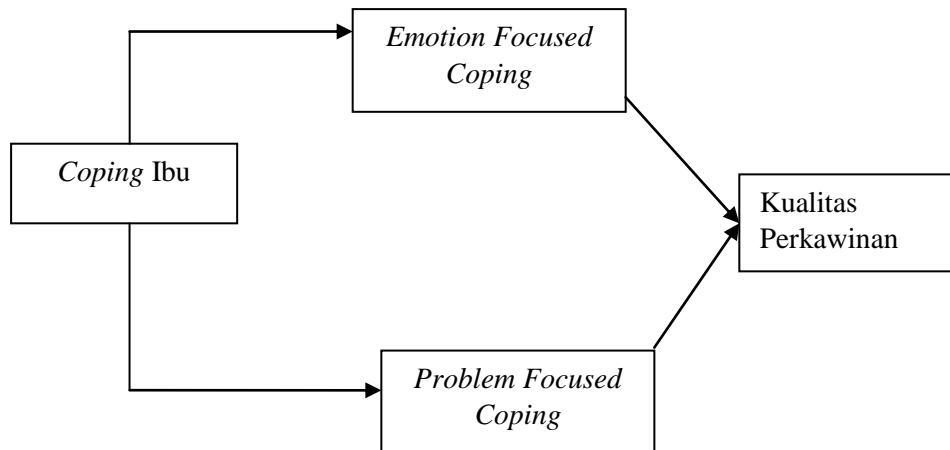 Emotion Focused
Coping
Coping Ibu
Kualitas
Perkawinan
Problem Focused
Coping